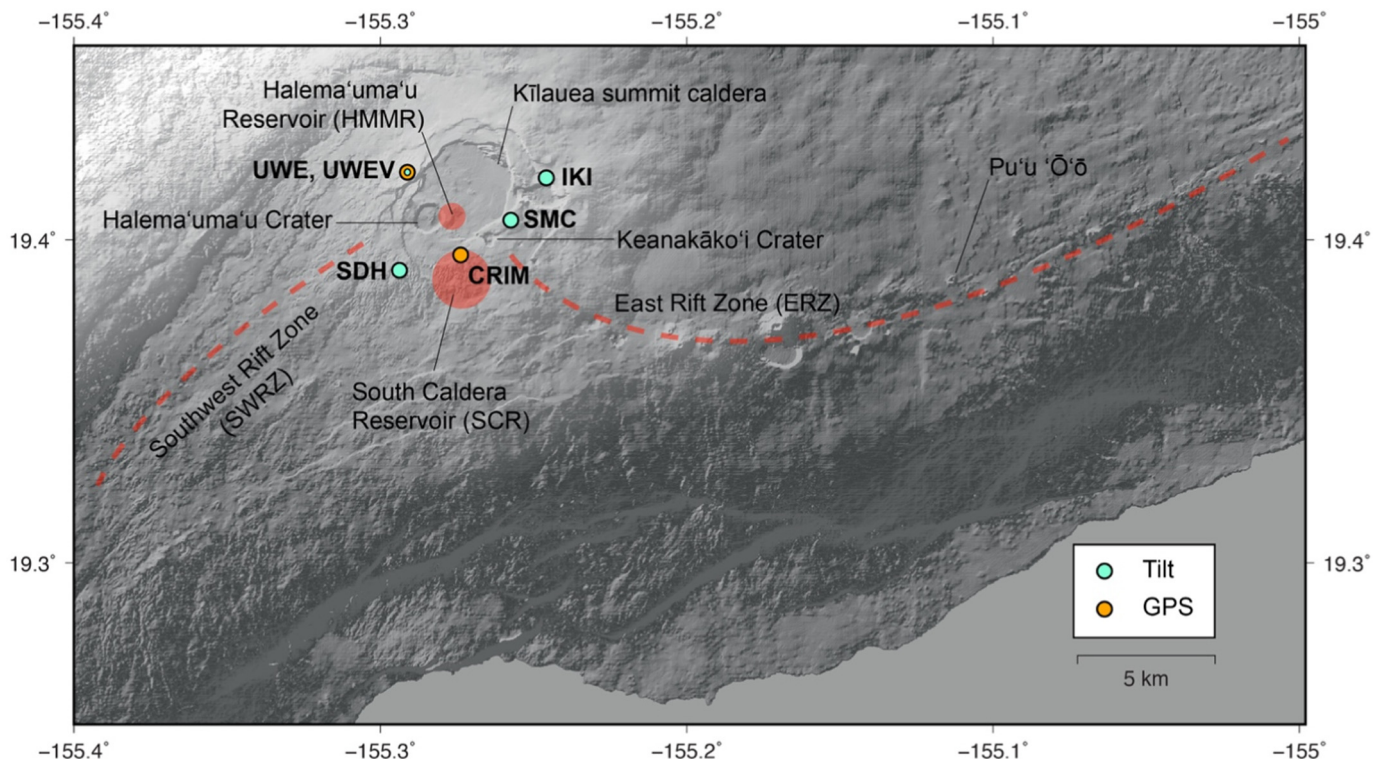 −155.4˚ −155.3˚ −155.2˚ −155.1˚ −155˚
Halemaʻumaʻu
Reservoir (HMMR)
Kīlauea summit caldera
UWE, UWEV
IKI
Puʻu ʻŌʻō
Halemaʻumaʻu Crater
SMC
19.4˚
Keanakākoʻi Crater
19.4˚
SDH
CRIM
East Rift Zone (ERZ)
Southwest Rift Zone
(SWRZ)
South Caldera
Reservoir (SCR)
19.3˚
19.3˚
Tilt
GPS
5 km
−155.4˚ −155.3˚ −155.2˚ −155.1˚ −155˚